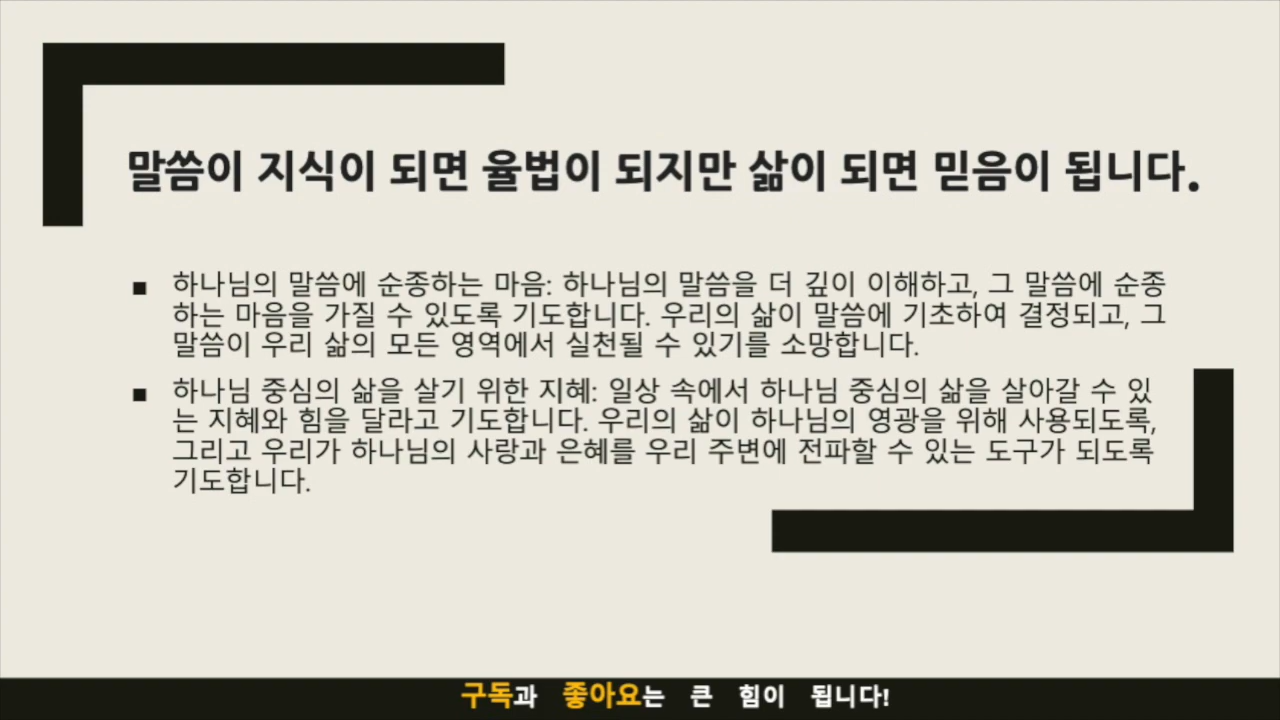 말씀이 지식이 되면 율법이 되지만 삶이 되면 믿음이 됩니다.
■ 하나님의 말씀에 순종하는 마음: 하나님의 말씀을 더 깊이 이해하고, 그 말씀에 순종
하는 마음을 가질 수 있도록 기도합니다. 우리의 삶이 말씀에 기초하여 결정되고, 그
말씀이 우리 삶의 모든 영역에서 실천될 수 있기를 소망합니다.
■ 하나님 중심의 삶을 살기 위한 지혜: 일상 속에서 하나님 중심의 삶을 살아갈 수 있
는 지혜와 힘을 달라고 기도합니다. 우리의 삶이 하나님의 영광을 위해 사용되도록,
그리고 우리가 하나님의 사랑과 은혜를 우리 주변에 전파할 수 있는 도구가 되도록
기도합니다.
구독과 좋아요는 큰 힘이 됩니다!